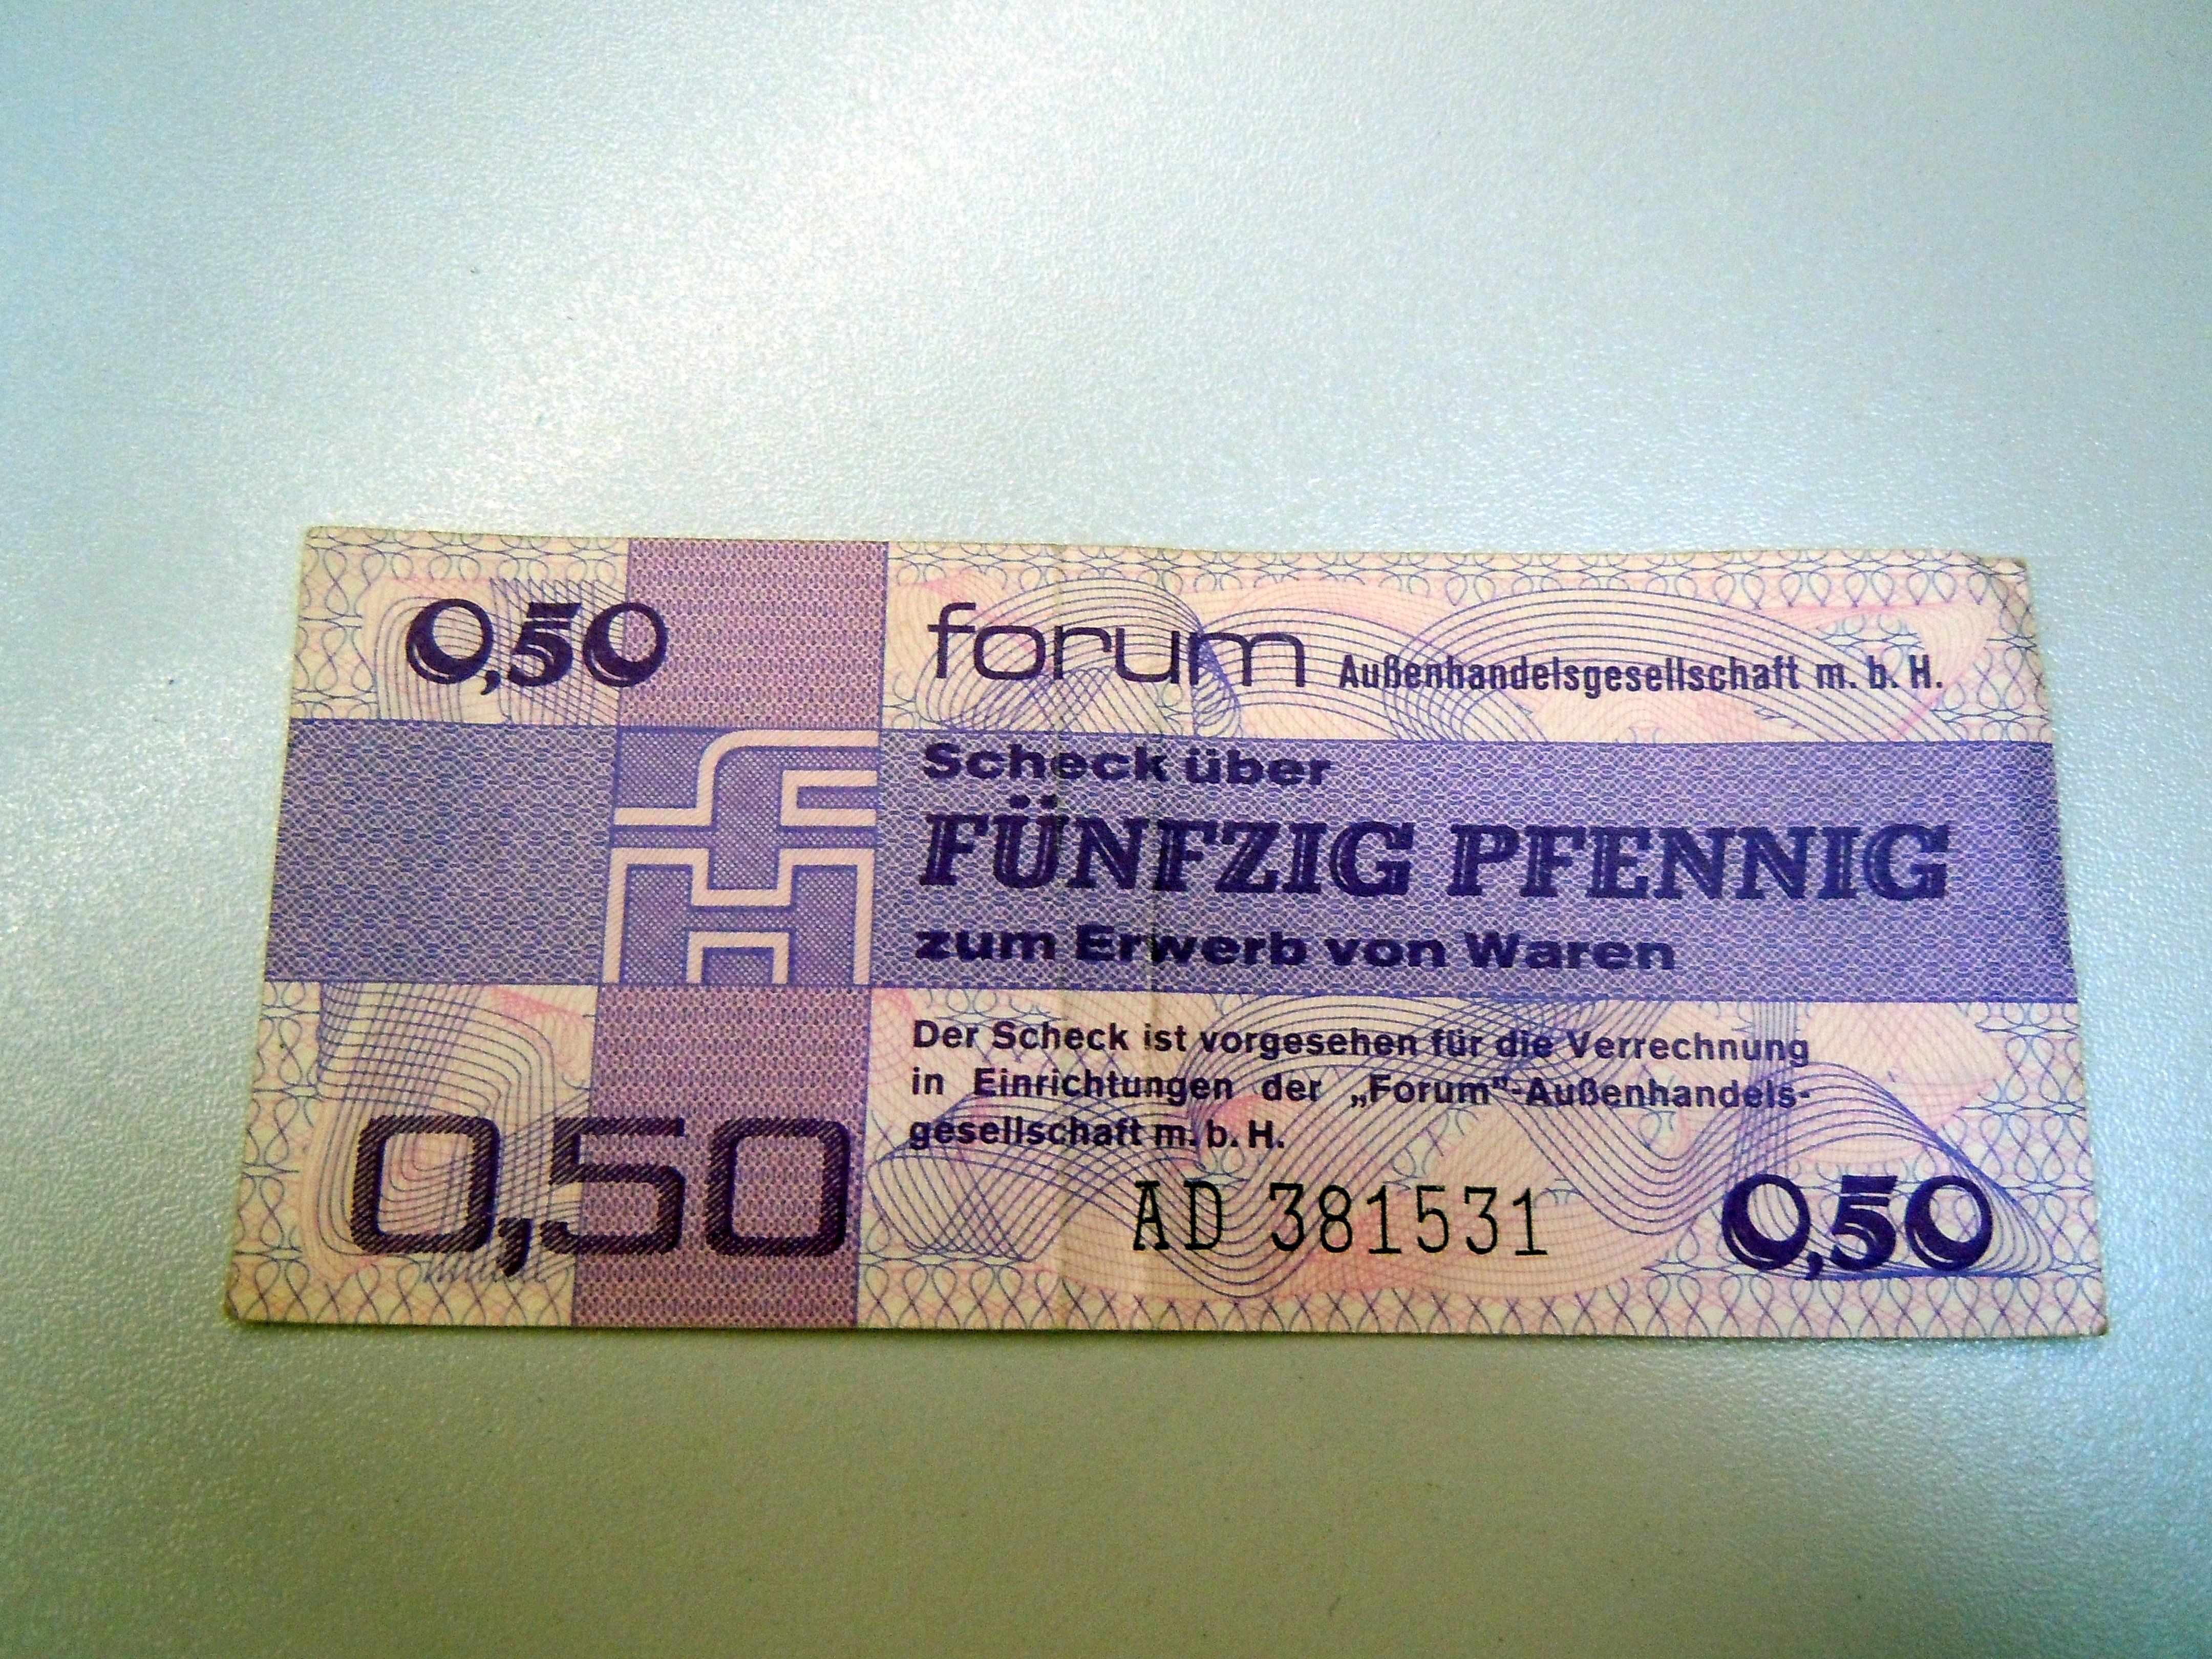 0,50
forum Außenhandelsgesellschaft m. b. H.
Scheck über
FÜNFZIG PFENNIG
zum Erwerb von Waren
Der Scheck ist vorgesehen für die Verrechnung
in Einrichtungen der „Forum"-Außenhandels-
gesellschaft m. b. H.
0,50
AD 381531
0,50